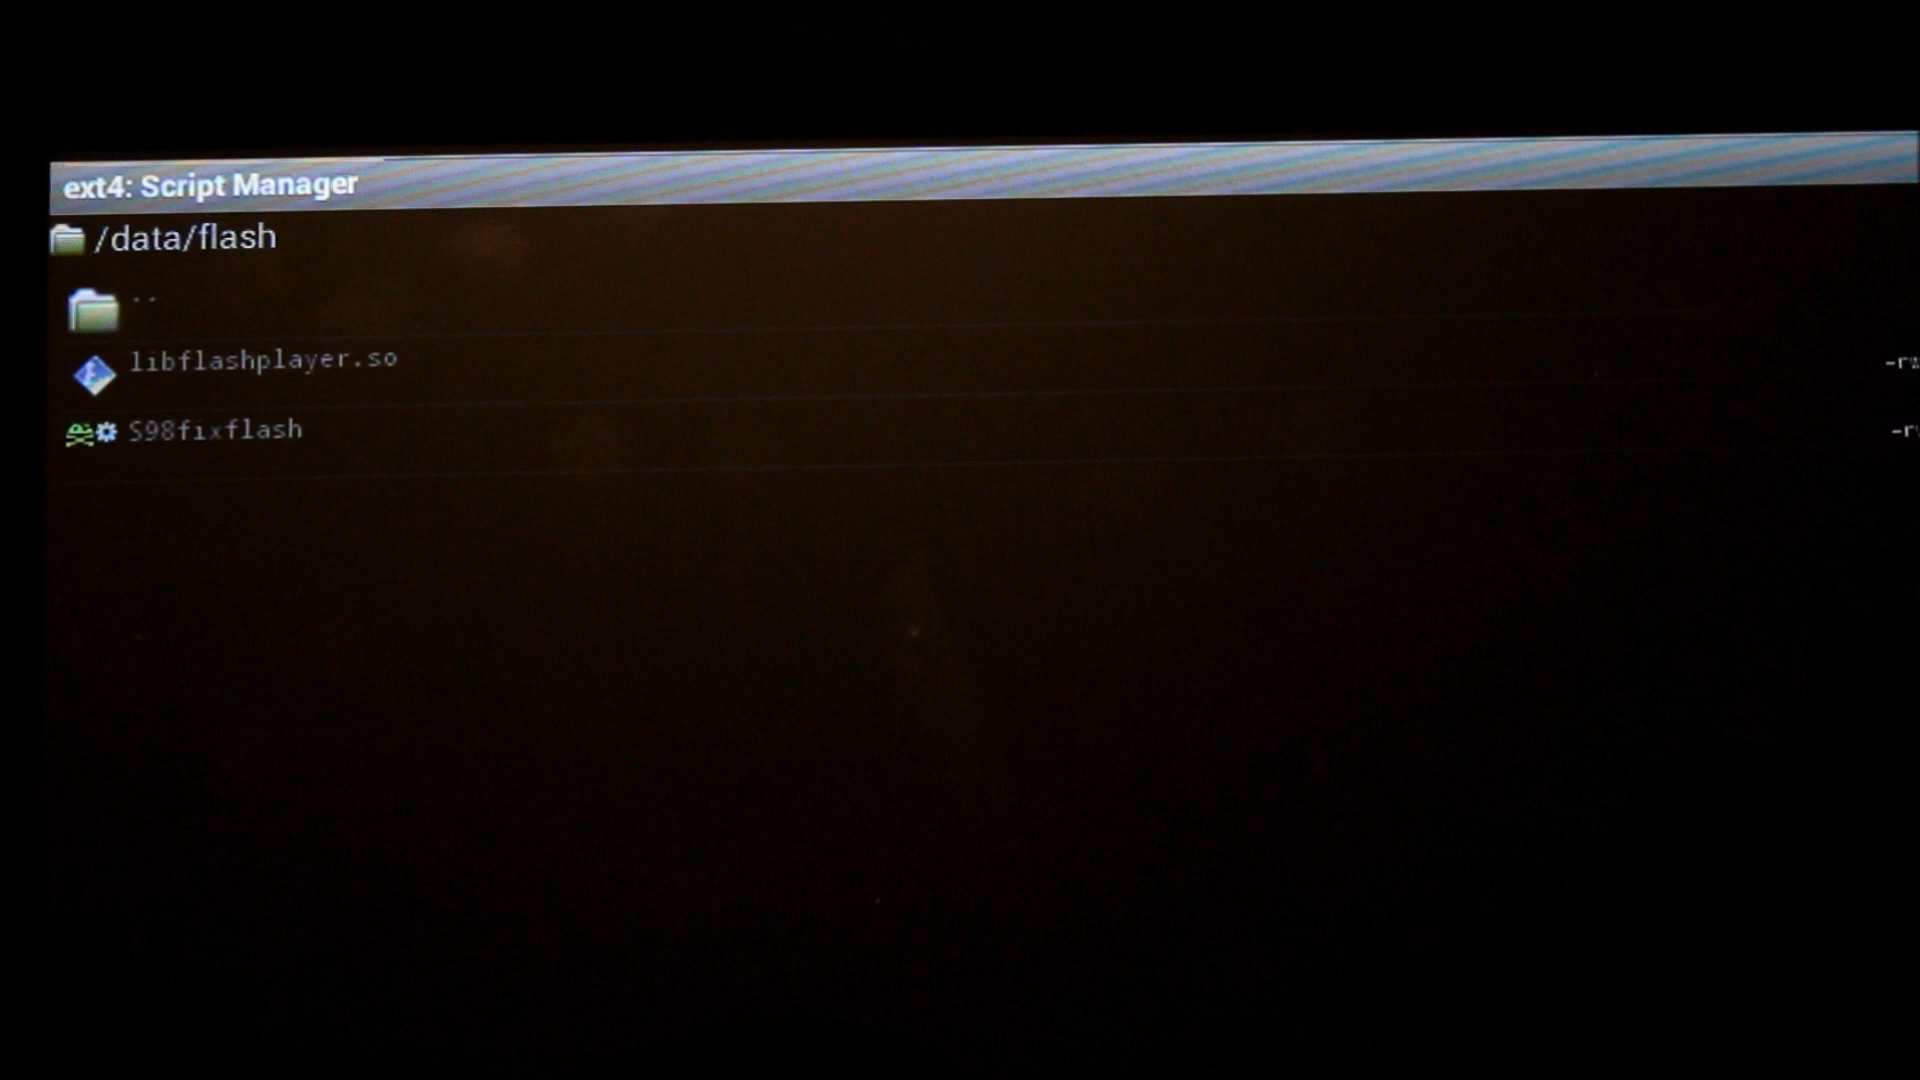 ext4: Script Manager
/data/flash
..
libflashplayer.so
S98fixflash